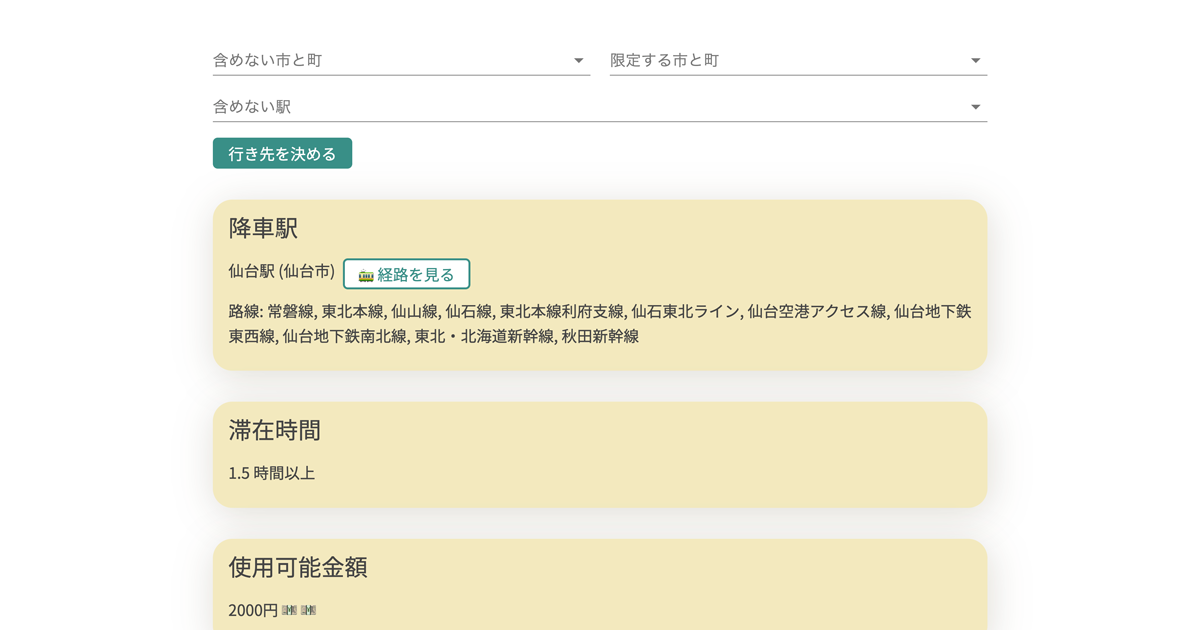 含めない市と町
限定する市と町
含めない駅
行き先を決める
降車駅
仙台駅 (仙台市)
🚋 経路を見る
路線: 常磐線, 東北本線, 仙山線, 仙石線, 東北本線利府支線, 仙石東北ライン, 仙台空港アクセス線, 仙台地下鉄
東西線, 仙台地下鉄南北線, 東北・北海道新幹線, 秋田新幹線
滞在時間
1.5 時間以上
使用可能金額
2000円 💵 💵